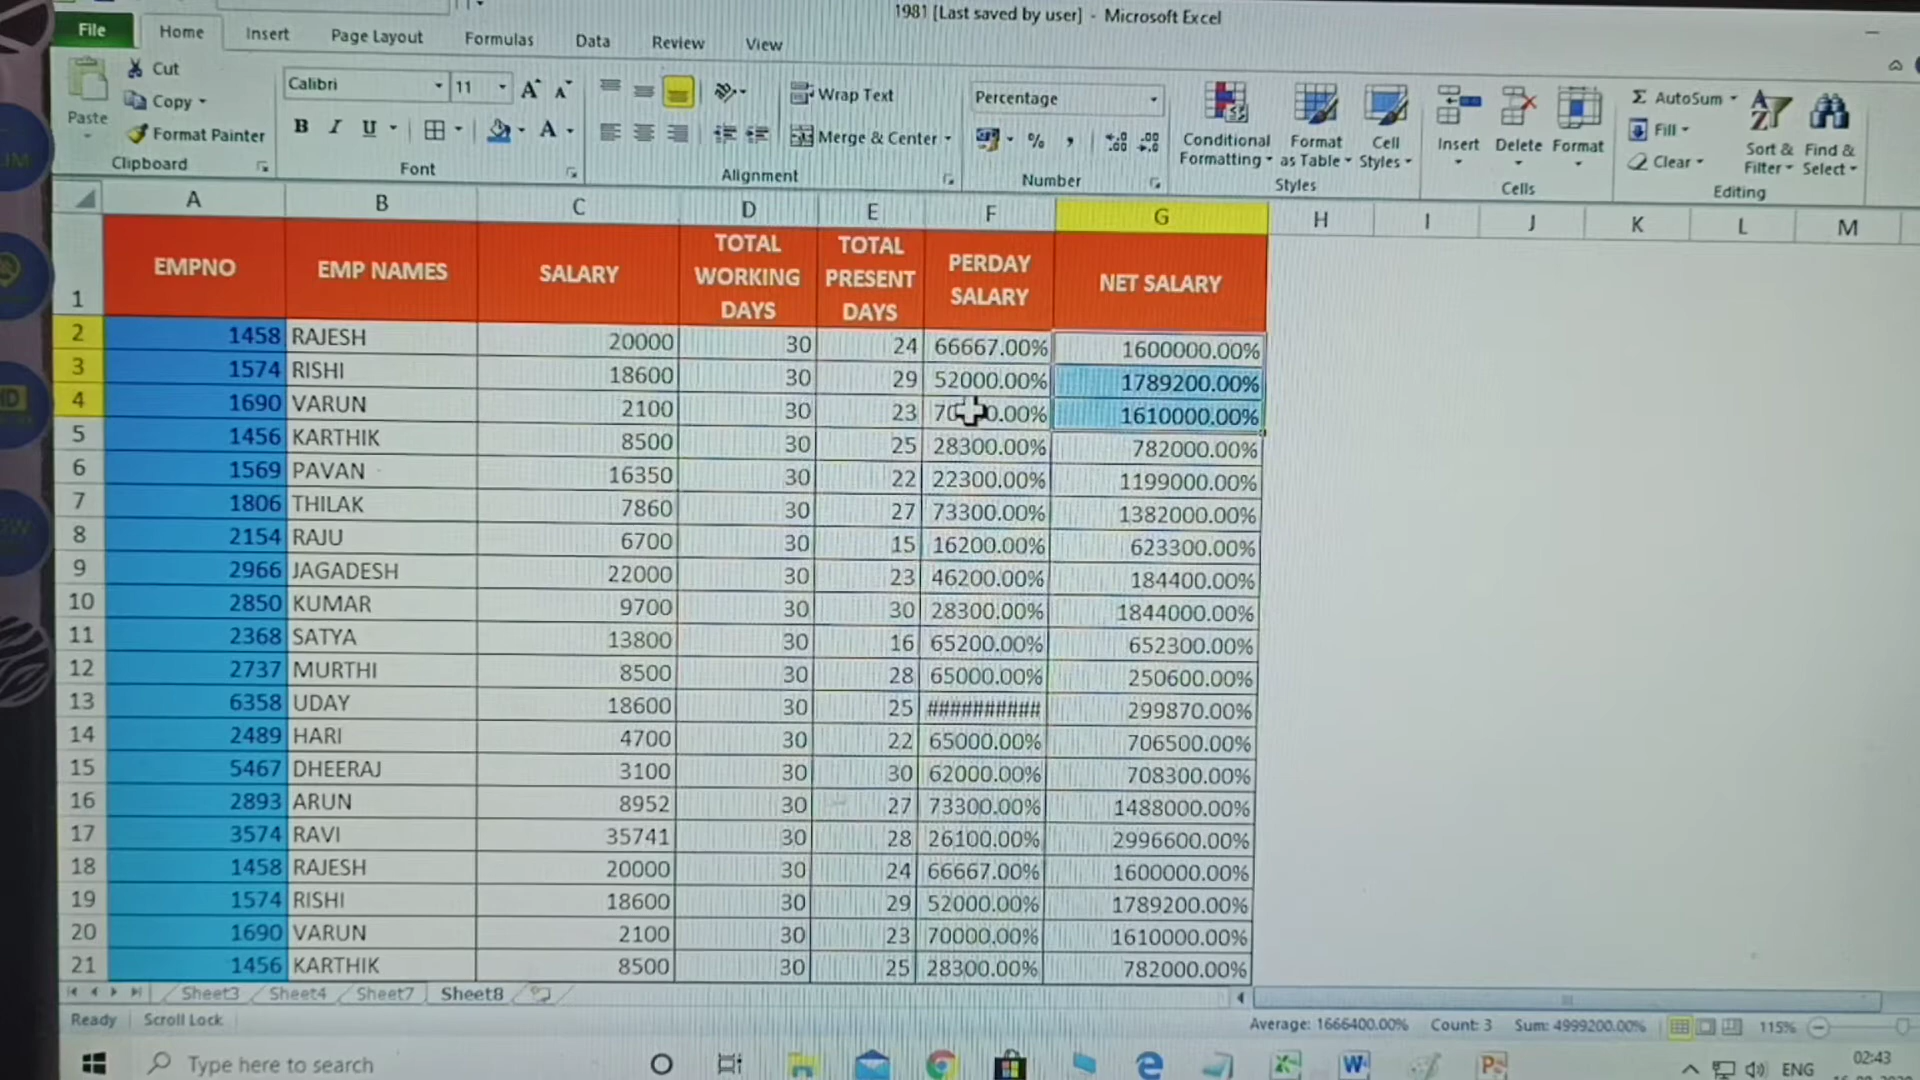 1981 [Last saved by user] - Microsoft Excel
File Home Insert Page Layout Formulas Data Review View
Cut
Copy
Format Painter
Paste
Clipboard
Calibri 11
B I U
Font
Wrap Text
Merge & Center
Alignment
Percentage
%
Number
Conditional Formatting
Format as Table
Cell Styles
Styles
Insert Delete Format
Cells
Σ AutoSum
Fill
Clear
Sort & Filter
Find & Select
Editing
A B C D E F G H I J K L M
1 EMPNO EMP NAMES SALARY TOTAL WORKING DAYS TOTAL PRESENT DAYS PERDAY SALARY NET SALARY
2 1458 RAJESH 20000 30 24 66667.00% 1600000.00%
3 1574 RISHI 18600 30 29 52000.00% 1789200.00%
4 1690 VARUN 2100 30 23 1610000.00%
5 1456 KARTHIK 8500 30 25 28300.00% 782000.00%
6 1569 PAVAN 16350 30 22 22300.00% 1199000.00%
7 1806 THILAK 7860 30 27 73300.00% 1382000.00%
8 2154 RAJU 6700 30 15 16200.00% 623300.00%
9 2966 JAGADESH 22000 30 23 46200.00% 184400.00%
10 2850 KUMAR 9700 30 30 28300.00% 1844000.00%
11 2368 SATYA 13800 30 16 65200.00% 652300.00%
12 2737 MURTHI 8500 30 28 65000.00% 250600.00%
13 6358 UDAY 18600 30 25 ########## 299870.00%
14 2489 HARI 4700 30 22 65000.00% 706500.00%
15 5467 DHEERAJ 3100 30 30 62000.00% 708300.00%
16 2893 ARUN 8952 30 27 73300.00% 1488000.00%
17 3574 RAVI 35741 30 28 26100.00% 2996600.00%
18 1458 RAJESH 20000 30 24 66667.00% 1600000.00%
19 1574 RISHI 18600 30 29 52000.00% 1789200.00%
20 1690 VARUN 2100 30 23 70000.00% 1610000.00%
21 1456 KARTHIK 8500 30 25 28300.00% 782000.00%
Sheet3 Sheet4 Sheet7 Sheet8
Ready Scroll Lock Average: 1666400.00% Count: 3 Sum: 4999200.00% 115%
Type here to search ENG 02:43